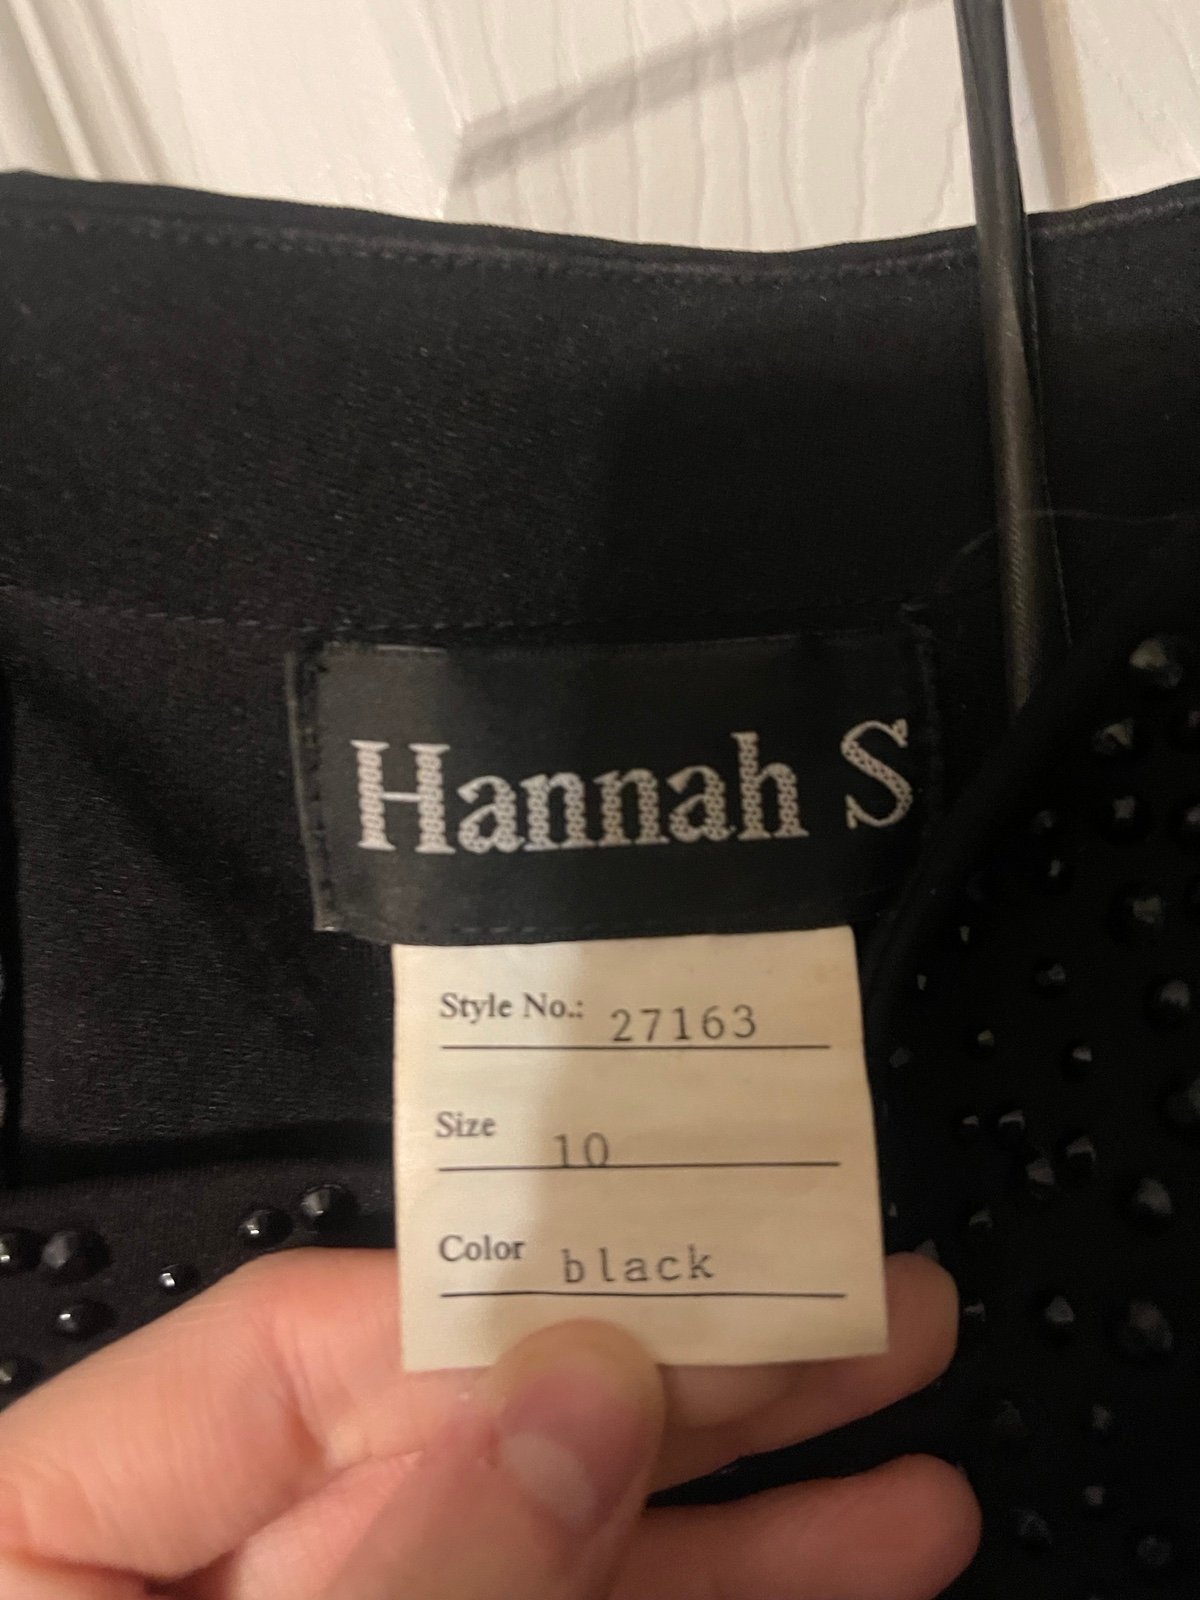 Hannah S
Style No.: 27163
Size 10
Color black